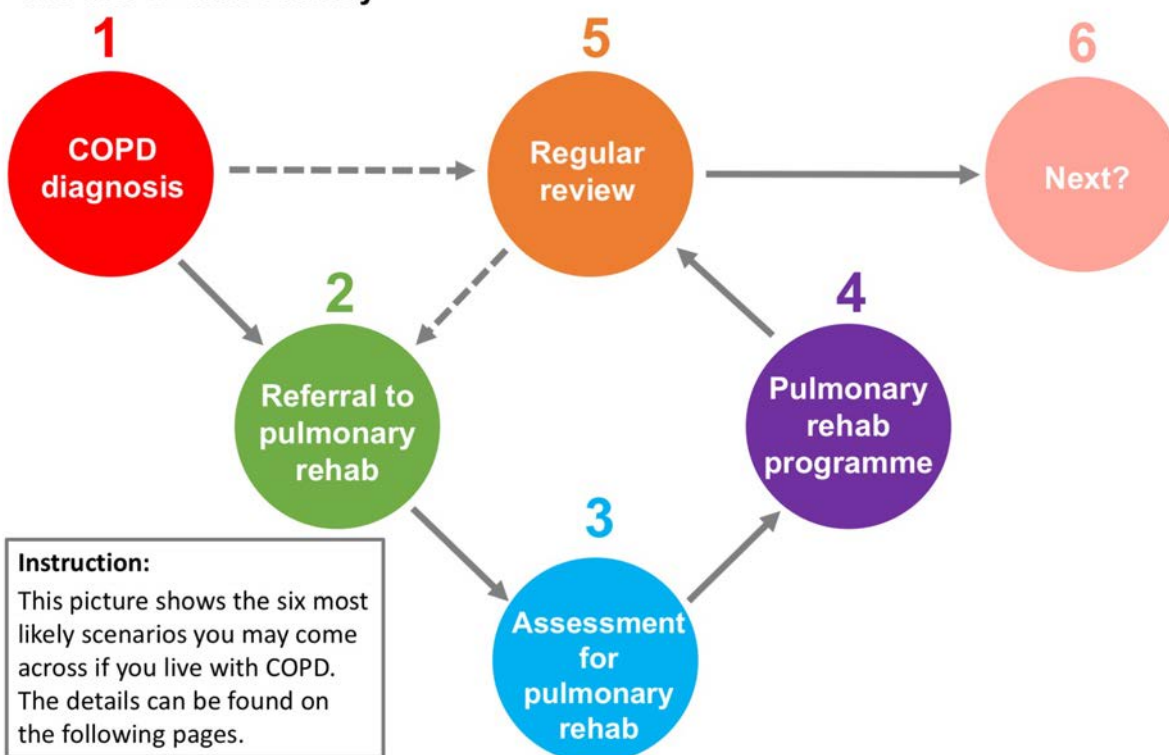 1
COPD
diagnosis
5
Regular
review
6
Next?
2
Referral to
pulmonary
rehab
4
Pulmonary
rehab
programme
3
Assessment
for
pulmonary
rehab
Instruction:
This picture shows the six most
likely scenarios you may come
across if you live with COPD.
The details can be found on
the following pages.